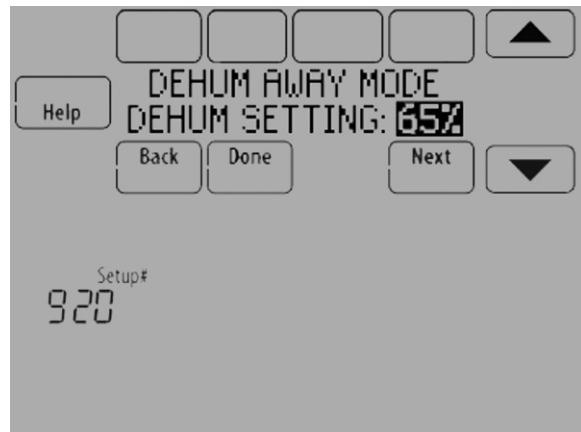 DEHUM AWAY MODE
Help
DEHUM SETTING: 65%
Back Done Next
Setup#
920